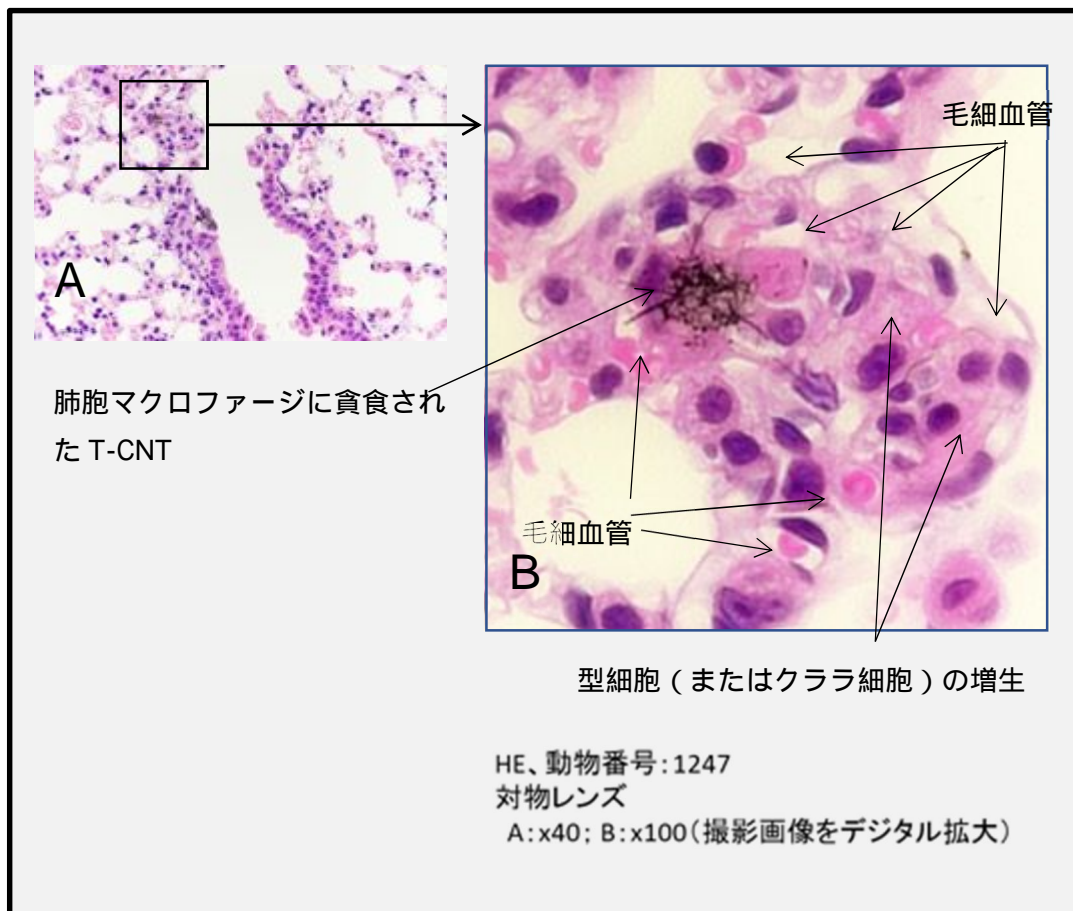 毛細血管
A
肺胞マクロファージに貪食され
た T-CNT
毛細血管
B
型細胞（またはクララ細胞）の増生
HE、動物番号：1247
対物レンズ
A：x40； B：x100（撮影画像をデジタル拡大）